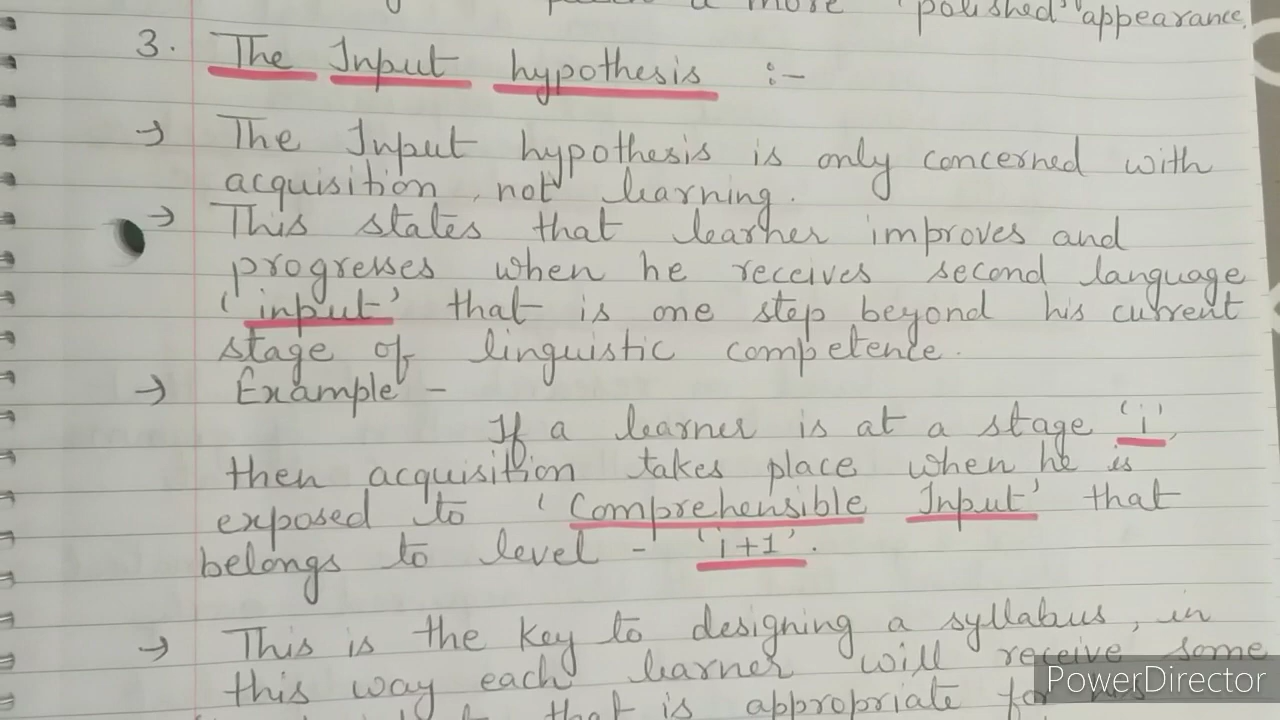 a more 'polished' appearance.
3. The Input hypothesis :-
→ The Input hypothesis is only concerned with
acquisition, not learning.
→ This states that learner improves and
progresses when he receives second language
'input' that is one step beyond his current
stage of linguistic competence.
→ Example -
If a learner is at a stage 'i',
then acquisition takes place when he is
exposed to 'Comprehensible Input' that
belongs to level - 'i+1'.
→ This is the key to designing a syllabus, in
this way each learner will receive some
that is appropriate for his
PowerDirector